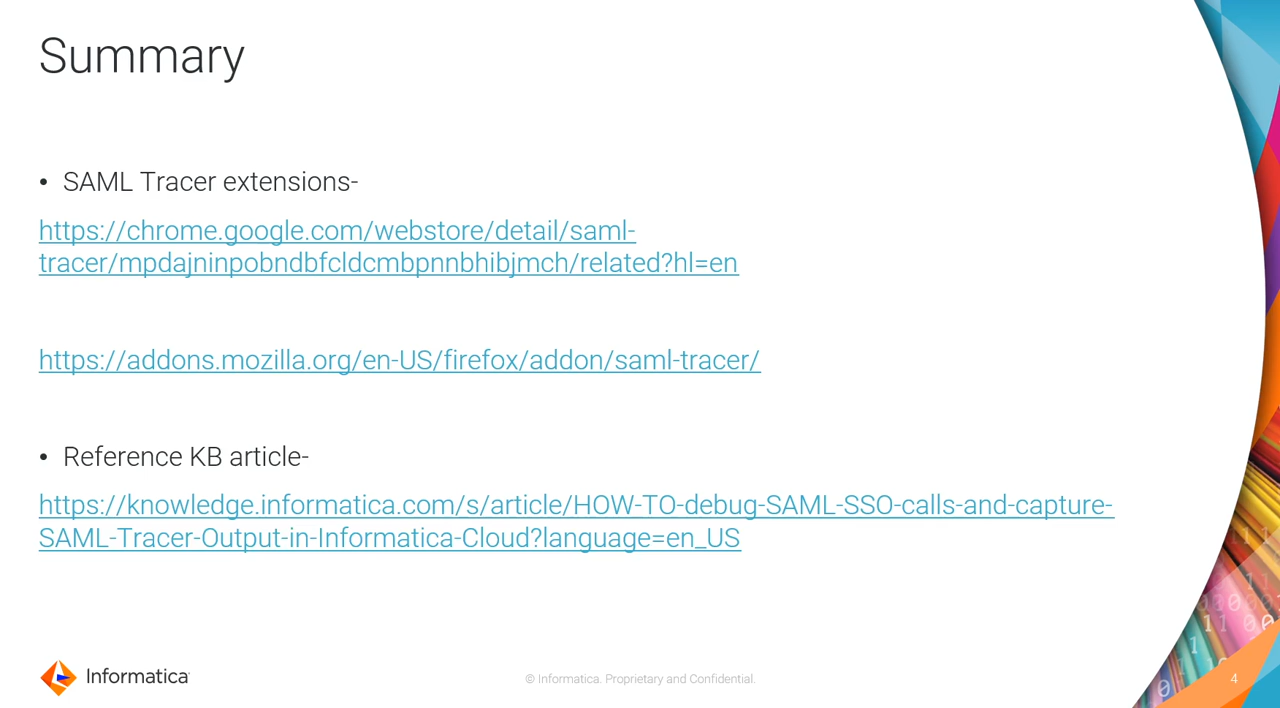 Summary
• SAML Tracer extensions-
https://chrome.google.com/webstore/detail/saml-
tracer/mpdajninpobndbfcldcmbpnnbhibjmch/related?hl=en
https://addons.mozilla.org/en-US/firefox/addon/saml-tracer/
• Reference KB article-
https://knowledge.informatica.com/s/article/HOW-TO-debug-SAML-SSO-calls-and-capture-
SAML-Tracer-Output-in-Informatica-Cloud?language=en_US
Informatica
© Informatica. Proprietary and Confidential.
4